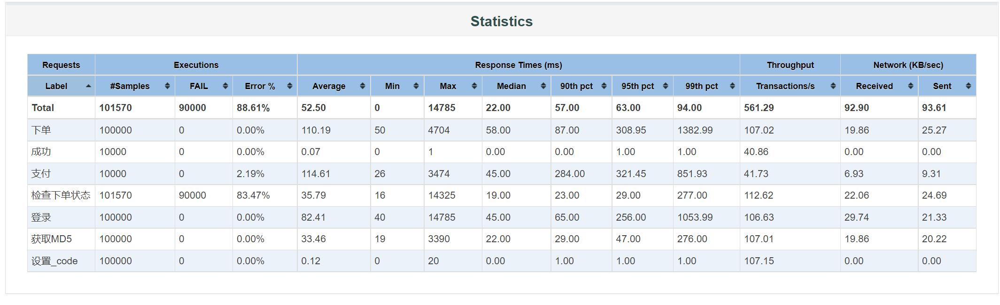 Statistics
Requests Executions Response Times (ms) Throughput Network (KB/sec)
Label #Samples FAIL Error % Average Min Max Median 90th pct 95th pct 99th pct Transactions/s Received Sent
Total 101570 90000 88.61% 52.50 0 14785 22.00 57.00 63.00 94.00 561.29 92.90 93.61
下单 100000 0 0.00% 110.19 50 4704 58.00 87.00 308.95 1382.99 107.02 19.86 25.27
成功 10000 0 0.00% 0.07 0 1 0.00 0.00 1.00 1.00 40.86 0.00 0.00
支付 10000 0 2.19% 114.61 26 3474 45.00 284.00 321.45 851.93 41.73 6.93 9.31
检查下单状态 101570 90000 83.47% 35.79 16 14325 19.00 23.00 29.00 277.00 112.62 22.06 24.69
登录 100000 0 0.00% 82.41 40 14785 45.00 65.00 256.00 1053.99 106.63 29.74 21.33
获取MD5 100000 0 0.00% 33.46 19 3390 22.00 29.00 47.00 276.00 107.01 19.86 20.22
设置_code 100000 0 0.00% 0.12 0 20 0.00 1.00 1.00 1.00 107.15 0.00 0.00